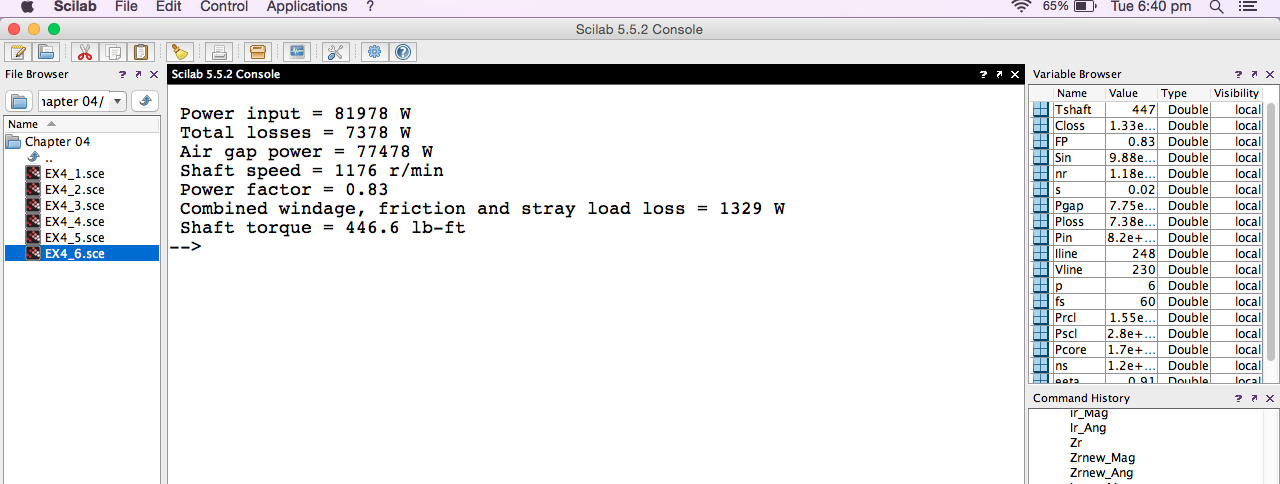 Scilab File Edit Control Applications ? 65% Tue 6:40 pm
Scilab 5.5.2 Console
File Browser ? Scilab 5.5.2 Console ? Variable Browser ?
hapter 04/
Name
Chapter 04
..
EX4_1.sce
EX4_2.sce
EX4_3.sce
EX4_4.sce
EX4_5.sce
EX4_6.sce
Power input = 81978 W
Total losses = 7378 W
Air gap power = 77478 W
Shaft speed = 1176 r/min
Power factor = 0.83
Combined windage, friction and stray load loss = 1329 W
Shaft torque = 446.6 lb-ft
-->
Name Value Type Visibility
Tshaft 447 Double local
Closs 1.33e... Double local
FP 0.83 Double local
Sin 9.88e... Double local
nr 1.18e... Double local
s 0.02 Double local
Pgap 7.75e... Double local
Ploss 7.38e... Double local
Pin 8.2e+... Double local
Iline 248 Double local
Vline 230 Double local
p 6 Double local
fs 60 Double local
Prcl 1.55e... Double local
Pscl 2.8e+... Double local
Pcore 1.7e+... Double local
ns 1.2e+... Double local
eeta 0.91 Double local
Command History ?
Ir_Mag
Ir_Ang
Zr
Zrnew_Mag
Zrnew_Ang